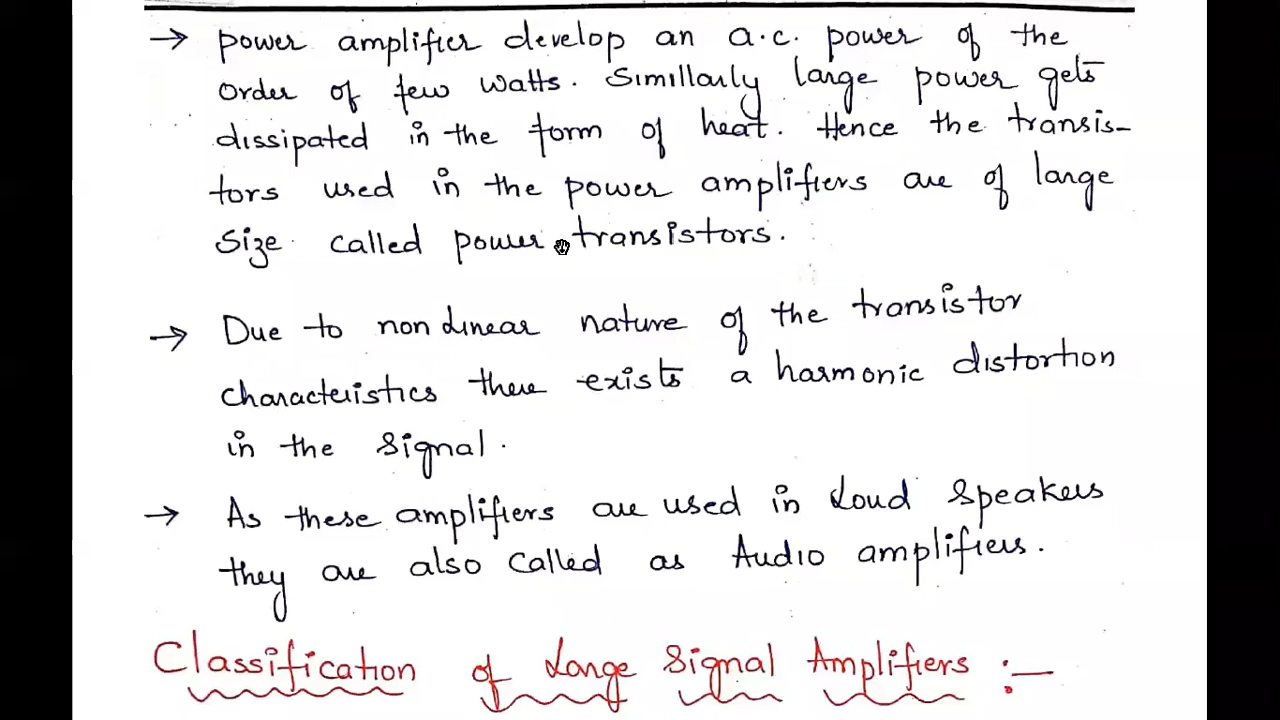 → power amplifier develop an a.c. power of the
order of few watts. Simillarly large power gets
dissipated in the form of heat. Hence the transis-
tors used in the power amplifiers are of large
size called power transistors.
→ Due to non linear nature of the transistor
characteristics there exists a harmonic distortion
in the signal.
→ As these amplifiers are used in Loud speakers
they are also called as Audio amplifiers.
Classification of Large Signal Amplifiers :-